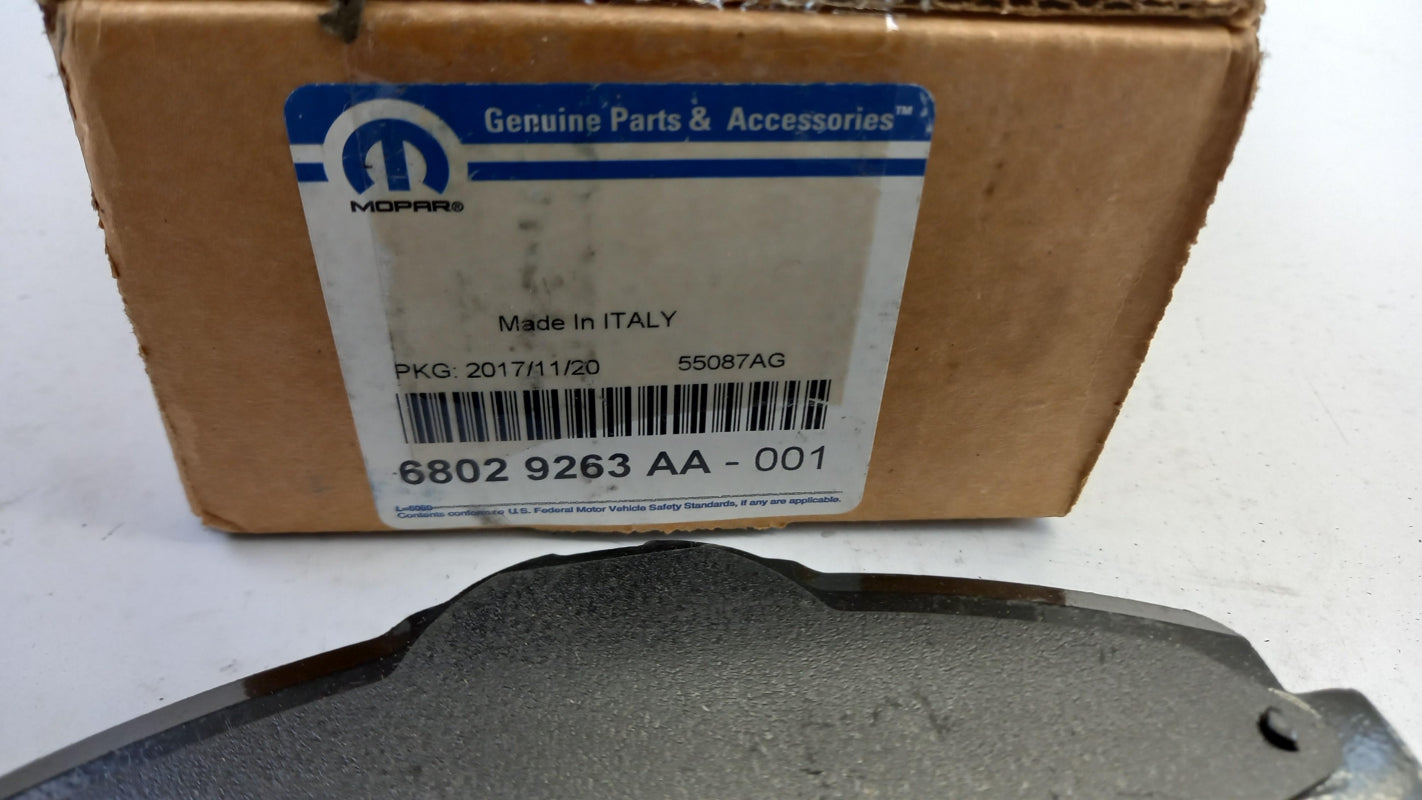 Genuine Parts & Accessories™
MOPAR®
Made In ITALY
PKG: 2017/11/20 55087AG
6802 9263 AA - 001
Contents conform to U.S. Federal Motor Vehicle Safety Standards, if any are applicable.